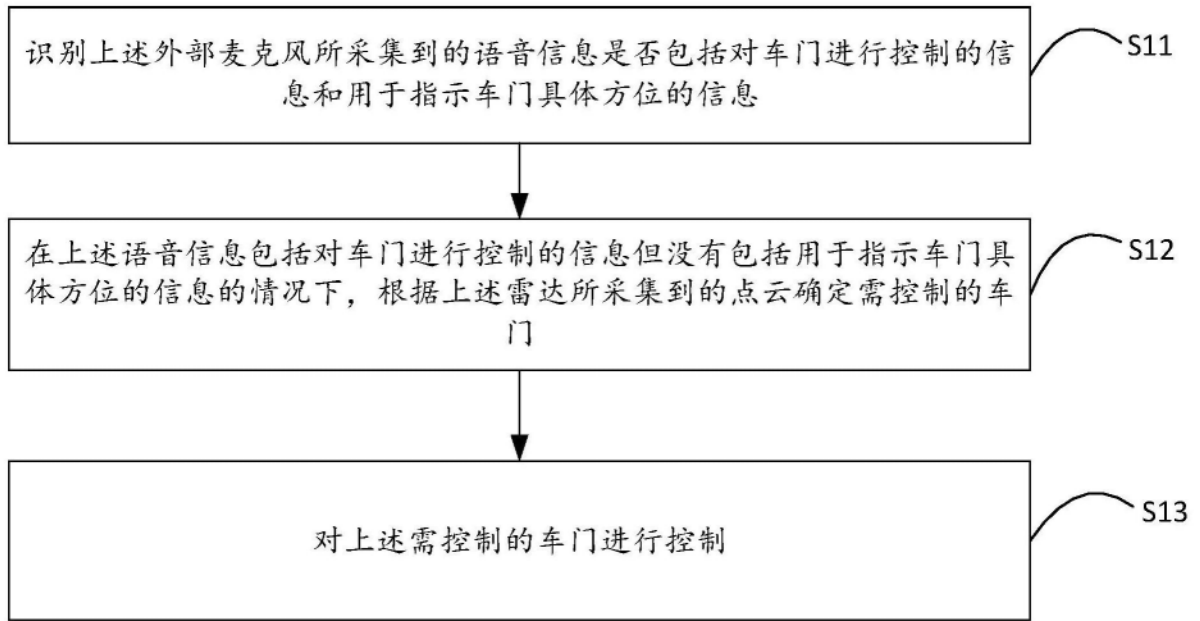 识别上述外部麦克风所采集到的语音信息是否包括对车门进行控制的信
息和用于指示车门具体方位的信息
S11
在上述语音信息包括对车门进行控制的信息但没有包括用于指示车门具
体方位的信息的情况下，根据上述雷达所采集到的点云确定需控制的车
门
S12
对上述需控制的车门进行控制
S13